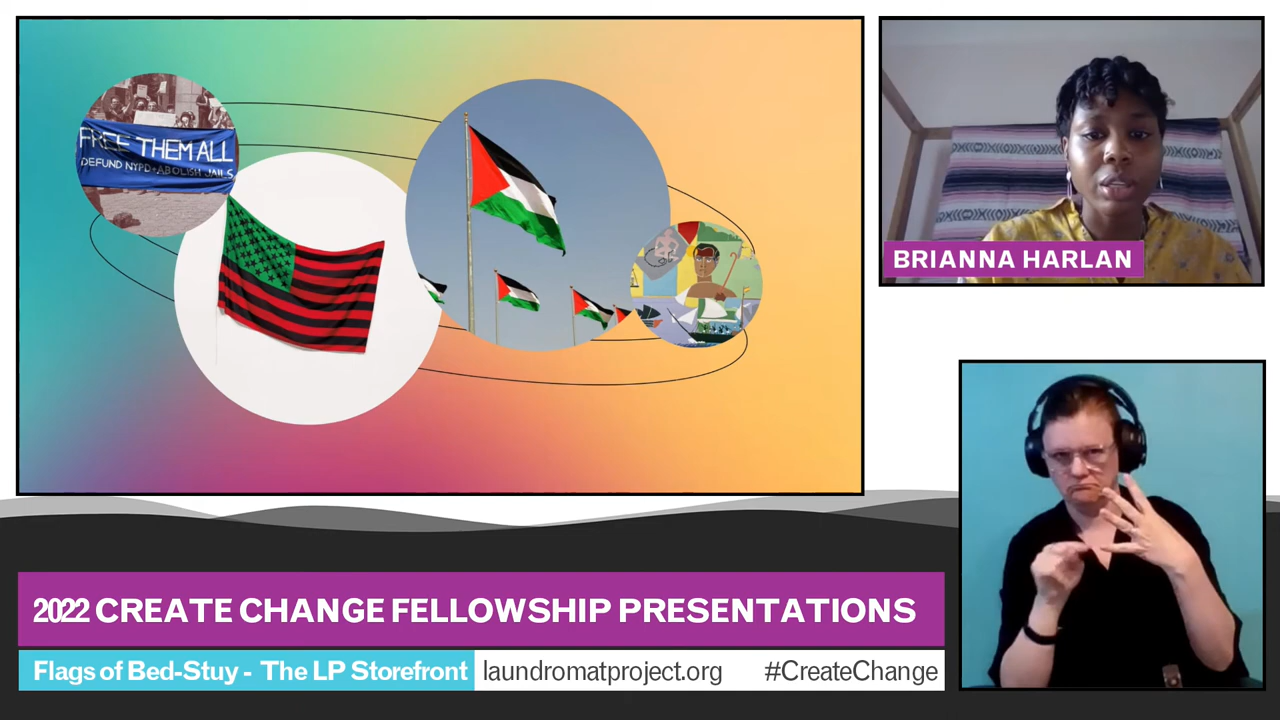 FREE THEM ALL
DEFUND NYPD • ABOLISH JAILS
BRIANNA HARLAN
2022 CREATE CHANGE FELLOWSHIP PRESENTATIONS
Flags of Bed-Stuy - The LP Storefront
laundromatproject.org
#CreateChange